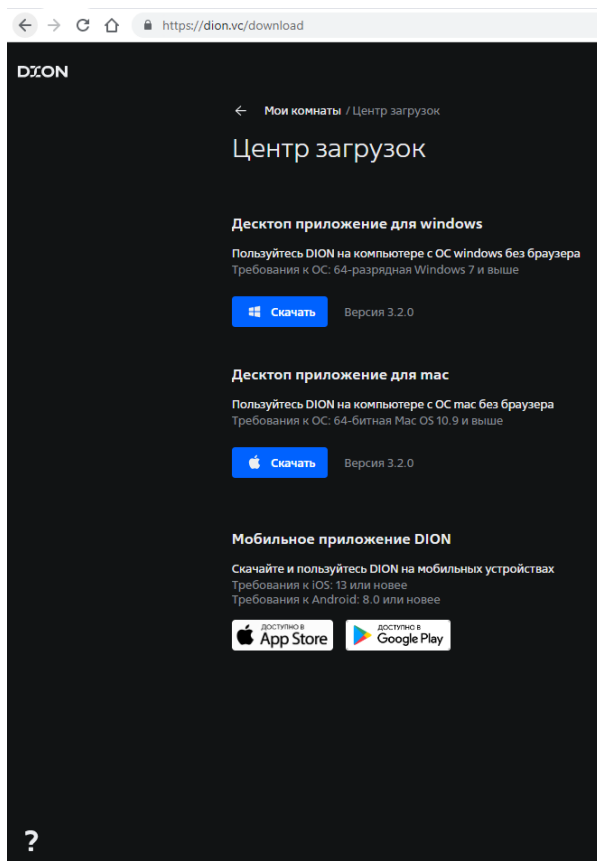 https://dion.vc/download
DION
← Мои комнаты / Центр загрузок
Центр загрузок
Десктоп приложение для windows
Пользуйтесь DION на компьютере с ОС windows без браузера
Требования к ОС: 64-разрядная Windows 7 и выше
Скачать Версия 3.2.0
Десктоп приложение для mac
Пользуйтесь DION на компьютере с ОС mac без браузера
Требования к ОС: 64-битная Mac OS 10.9 и выше
Скачать Версия 3.2.0
Мобильное приложение DION
Скачайте и пользуйтесь DION на мобильных устройствах
Требования к iOS: 13 или новее
Требования к Android: 8.0 или новее
ДОСТУПНО В App Store
ДОСТУПНО В Google Play
?